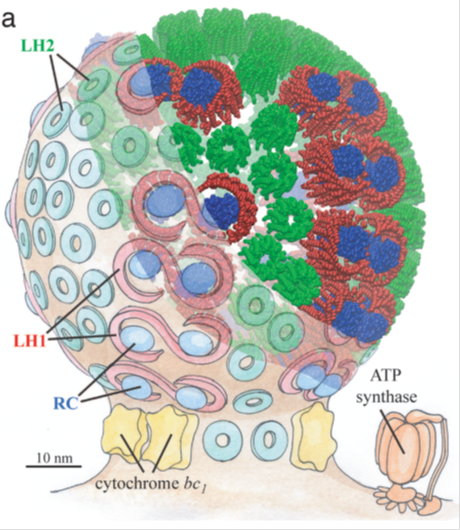 a
LH2
LH1
RC
ATP
synthase
10 nm
cytochrome bc₁